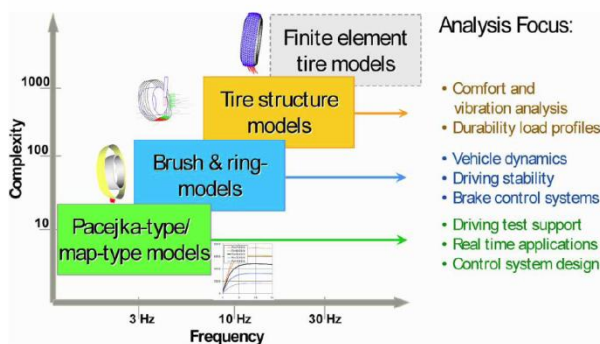 Analysis Focus:
Finite element
tire models
Complexity
1000
100
10
Tire structure
models
Brush & ring-
models
Pacejka-type/
map-type models
• Comfort and
vibration analysis
• Durability load profiles
• Vehicle dynamics
• Driving stability
• Brake control systems
• Driving test support
• Real time applications
• Control system design
3 Hz
10 Hz
30 Hz
Frequency